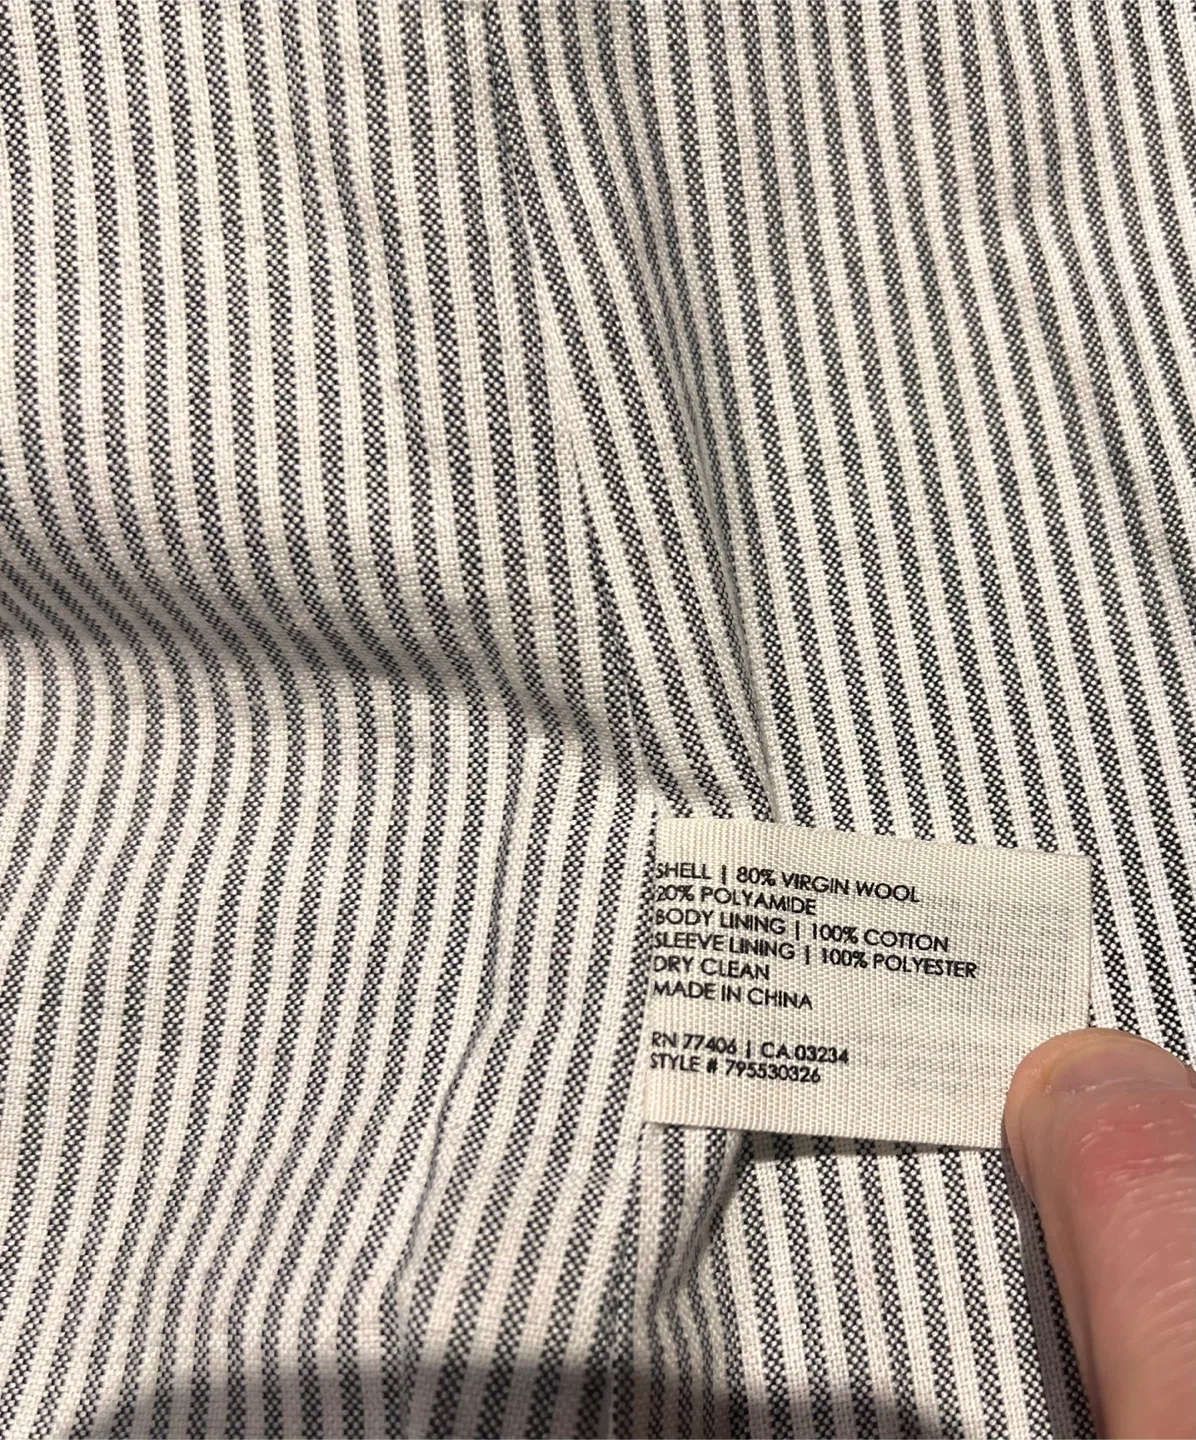 SHELL | 80% VIRGIN WOOL
20% POLYAMIDE
BODY LINING | 100% COTTON
SLEEVE LINING | 100% POLYESTER
DRY CLEAN
MADE IN CHINA
RN 77406 | CA 03234
STYLE # 795530326